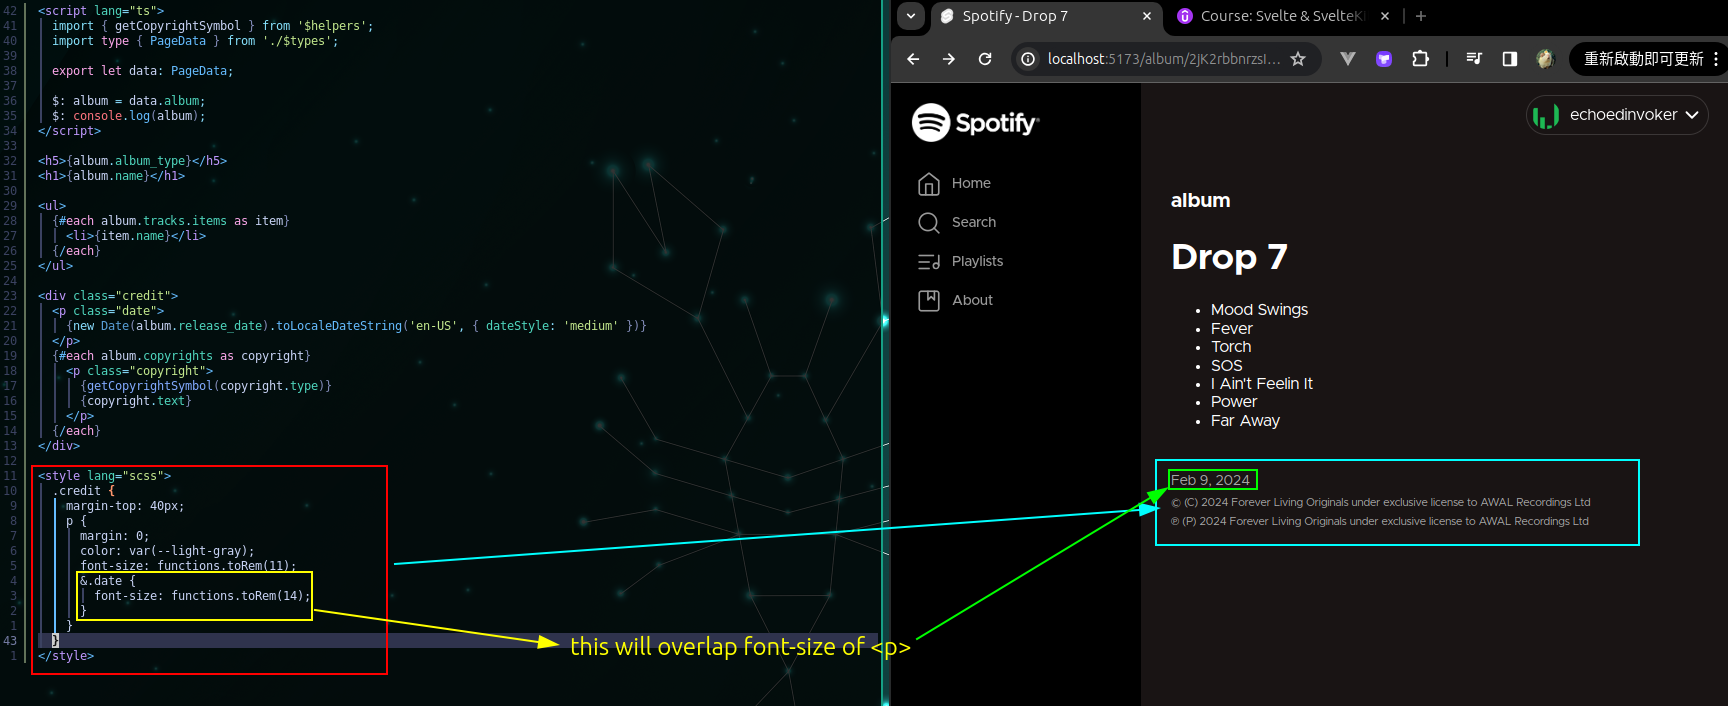 42 <script lang="ts">
41 import { getCopyrightSymbol } from '$helpers';
40 import type { PageData } from './$types';
39
38 export let data: PageData;
37
36 $: album = data.album;
35 $: console.log(album);
34 </script>
33
32 <h5>{album.album_type}</h5>
31 <h1>{album.name}</h1>
30
29 <ul>
28 {#each album.tracks.items as item}
27 <li>{item.name}</li>
26 {/each}
25 </ul>
24
23 <div class="credit">
22 <p class="date">
21 {new Date(album.release_date).toLocaleDateString('en-US', { dateStyle: 'medium' })}
20 </p>
19 {#each album.copyrights as copyright}
18 <p class="copyright">
17 {getCopyrightSymbol(copyright.type)}
16 {copyright.text}
15 </p>
14 {/each}
13 </div>
12
11 <style lang="scss">
10 .credit {
9 margin-top: 40px;
8 p {
7 margin: 0;
6 color: var(--light-gray);
5 font-size: functions.toRem(11);
4 &.date {
3 font-size: functions.toRem(14);
2 }
1 }
43 }
1 </style>
this will overlap font-size of <p>
Spotify - Drop 7
Course: Svelte & SvelteK
localhost:5173/album/2jK2rbbnrzsI...
重新啟動即可更新
Spotify
echoedinvoker
Home
Search
Playlists
About
album
Drop 7
• Mood Swings
• Fever
• Torch
• SOS
• I Ain't Feelin It
• Power
• Far Away
Feb 9, 2024
© (C) 2024 Forever Living Originals under exclusive license to AWAL Recordings Ltd
℗ (P) 2024 Forever Living Originals under exclusive license to AWAL Recordings Ltd